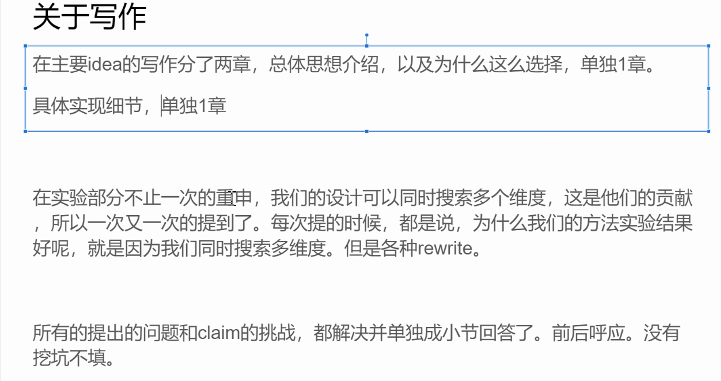 关于写作
在主要idea的写作分了两章，总体思想介绍，以及为什么这么选择，单独1章。
具体实现细节，单独1章
在实验部分不止一次的重申，我们的设计可以同时搜索多个维度，这是他们的贡献
，所以一次又一次的提到了。每次提的时候，都是说，为什么我们的方法实验结果
好呢，就是因为我们同时搜索多维度。但是各种rewrite。
所有的提出的问题和claim的挑战，都解决并单独成小节回答了。前后呼应。没有
挖坑不填。